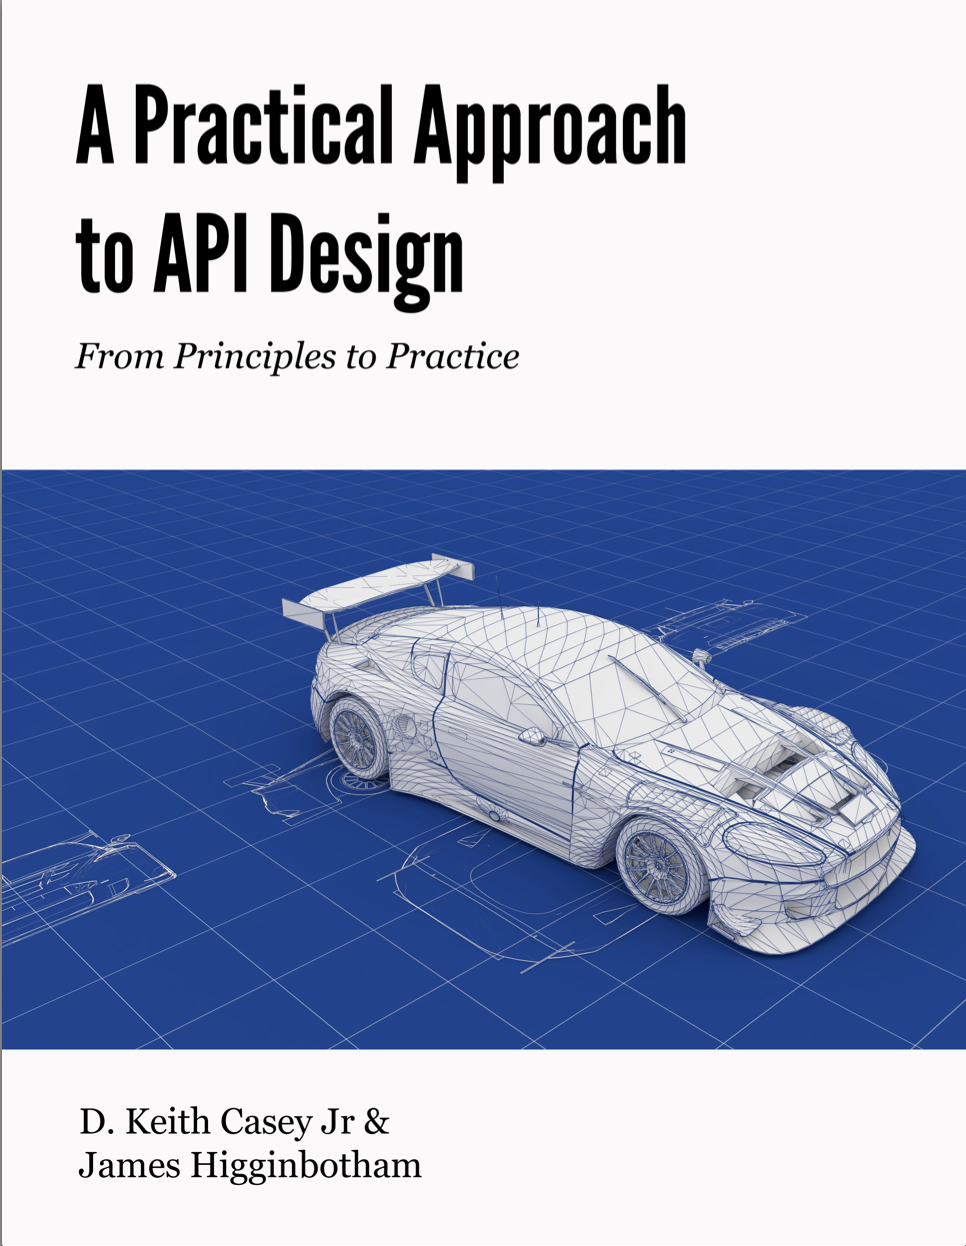 A Practical Approach
to API Design
From Principles to Practice
D. Keith Casey Jr &
James Higginbotham